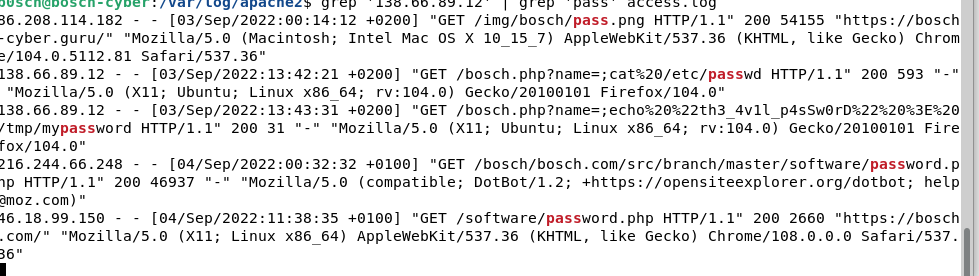 bosch@bosch-cyber:/var/log/apache2$ grep '138.66.89.12' | grep 'pass' access.log
36.208.114.182 - - [03/Sep/2022:00:14:12 +0200] "GET /img/bosch/pass.png HTTP/1.1" 200 54155 "https://bosch
-cyber.guru/" "Mozilla/5.0 (Macintosh; Intel Mac OS X 10_15_7) AppleWebKit/537.36 (KHTML, like Gecko) Chrom
e/104.0.5112.81 Safari/537.36"
138.66.89.12 - - [03/Sep/2022:13:42:21 +0200] "GET /bosch.php?name=;cat%20/etc/passwd HTTP/1.1" 200 593 "-"
"Mozilla/5.0 (X11; Ubuntu; Linux x86_64; rv:104.0) Gecko/20100101 Firefox/104.0"
138.66.89.12 - - [03/Sep/2022:13:43:31 +0200] "GET /bosch.php?name=;echo%20%22th3_4v1l_p4sSw0rD%22%20%3E%20
/tmp/mypassword HTTP/1.1" 200 31 "-" "Mozilla/5.0 (X11; Ubuntu; Linux x86_64; rv:104.0) Gecko/20100101 Fire
fox/104.0"
216.244.66.248 - - [04/Sep/2022:00:32:32 +0100] "GET /bosch/bosch.com/src/branch/master/software/password.p
hp HTTP/1.1" 200 46937 "-" "Mozilla/5.0 (compatible; DotBot/1.2; +https://opensiteexplorer.org/dotbot; help
@moz.com)"
46.18.99.150 - - [04/Sep/2022:11:38:35 +0100] "GET /software/password.php HTTP/1.1" 200 2660 "https://bosch
.com/" "Mozilla/5.0 (X11; Linux x86_64) AppleWebKit/537.36 (KHTML, like Gecko) Chrome/108.0.0.0 Safari/537.
36"